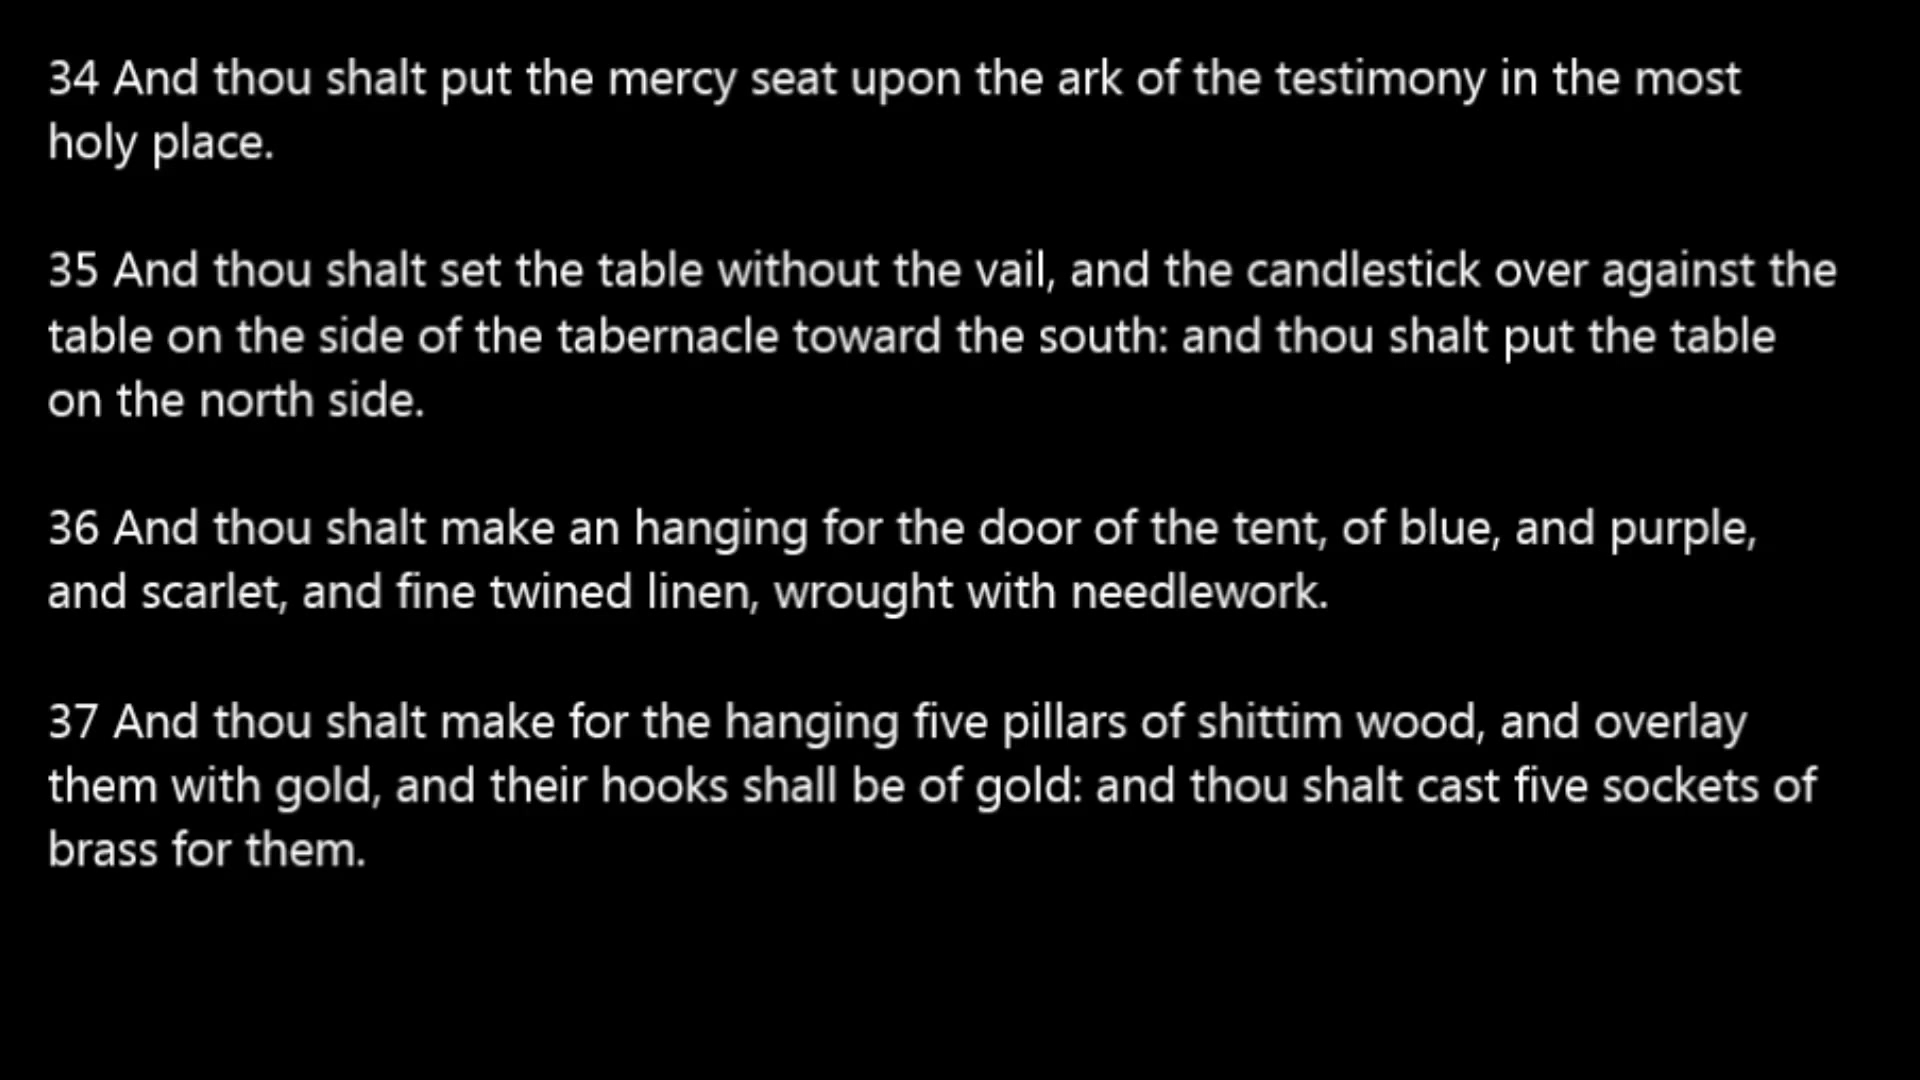 34 And thou shalt put the mercy seat upon the ark of the testimony in the most
holy place.
35 And thou shalt set the table without the vail, and the candlestick over against the
table on the side of the tabernacle toward the south: and thou shalt put the table
on the north side.
36 And thou shalt make an hanging for the door of the tent, of blue, and purple,
and scarlet, and fine twined linen, wrought with needlework.
37 And thou shalt make for the hanging five pillars of shittim wood, and overlay
them with gold, and their hooks shall be of gold: and thou shalt cast five sockets of
brass for them.